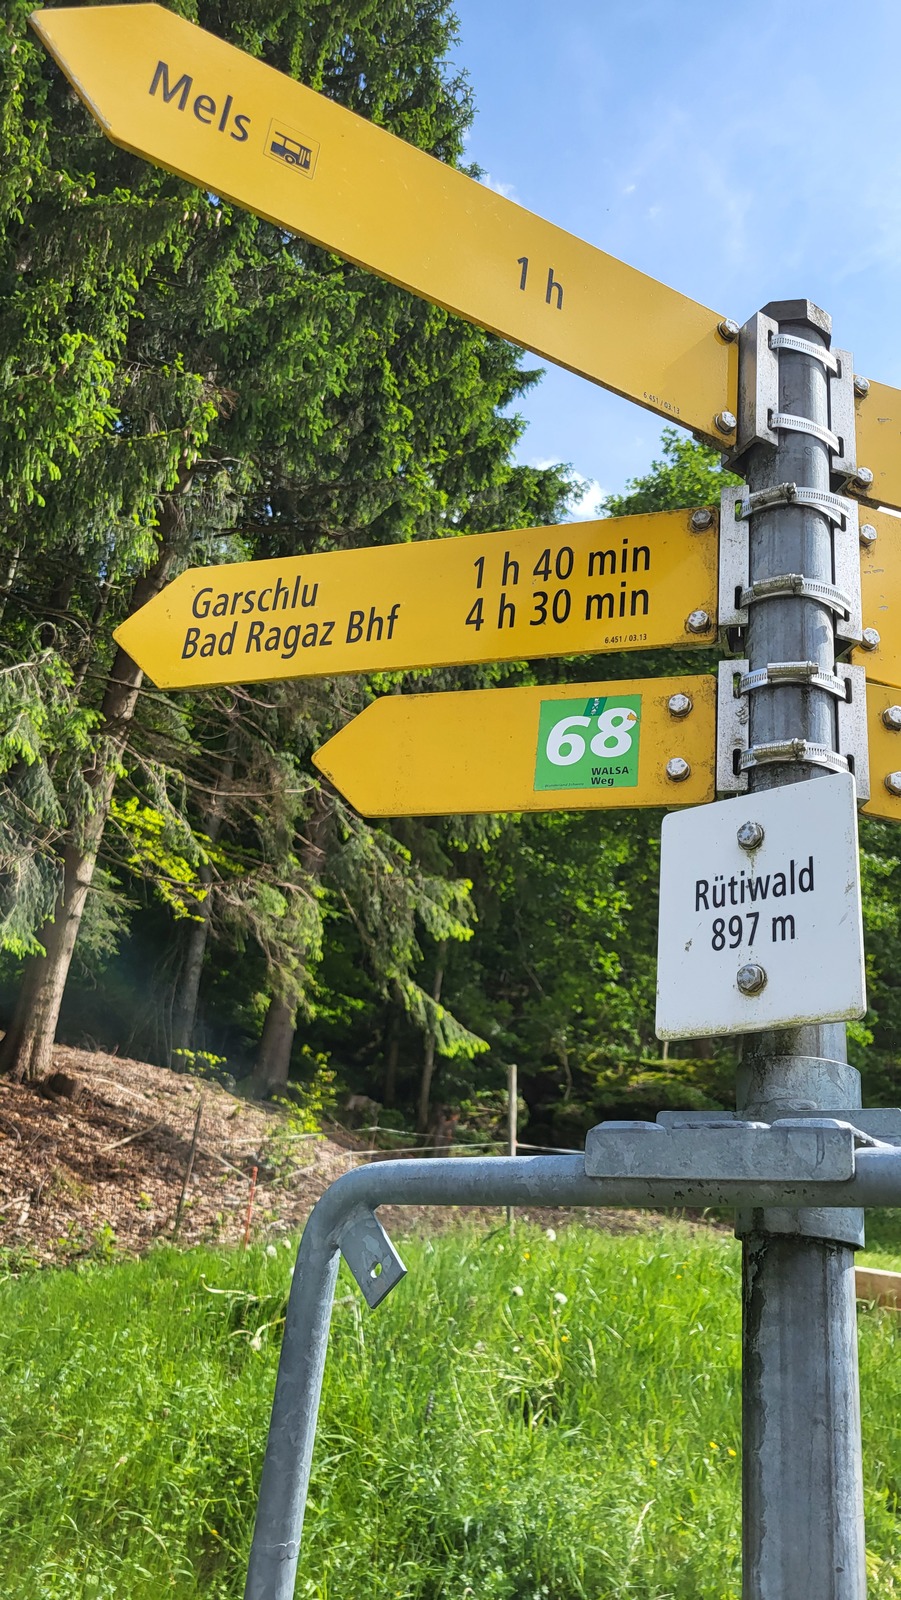 Mels
1 h
6.451 / 03.13
Garschlu 1 h 40 min
Bad Ragaz Bhf 4 h 30 min
6.451 / 03.13
68
WALSA
Weg
Rütiwald
897 m